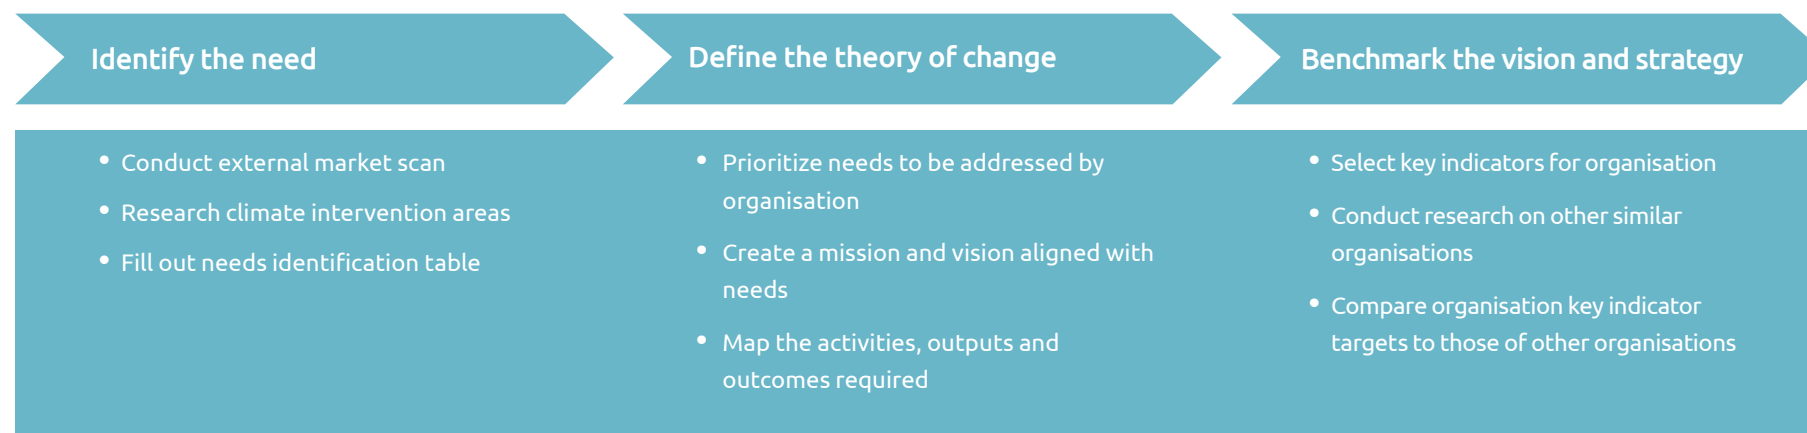 Identify the need
Define the theory of change
Benchmark the vision and strategy
• Conduct external market scan
• Research climate intervention areas
• Fill out needs identification table
• Prioritize needs to be addressed by
organisation
• Create a mission and vision aligned with
needs
• Map the activities, outputs and
outcomes required
• Select key indicators for organisation
• Conduct research on other similar
organisations
• Compare organisation key indicator
targets to those of other organisations